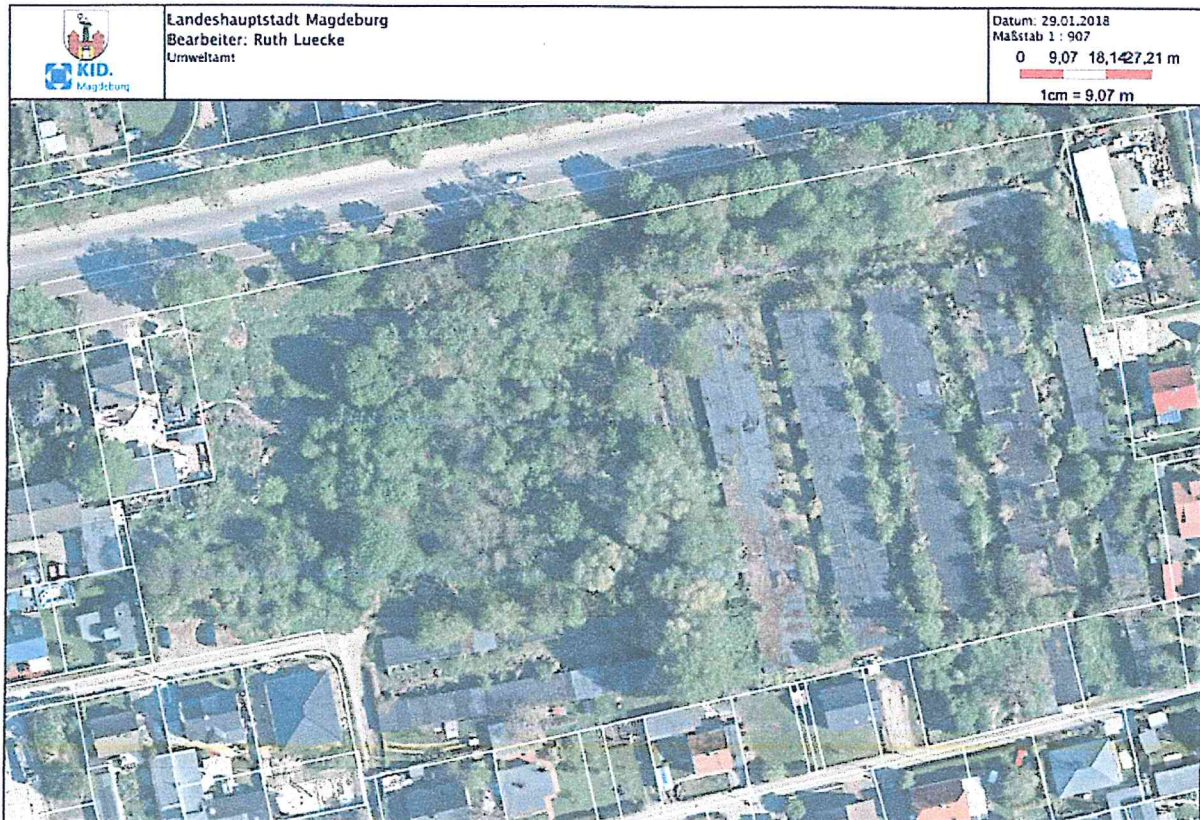 KID.
Magdeburg
Landeshauptstadt Magdeburg
Bearbeiter: Ruth Luecke
Umweltamt
Datum: 29.01.2018
Maßstab 1 : 907
0 9,07 18,1427,21 m
1cm = 9,07 m